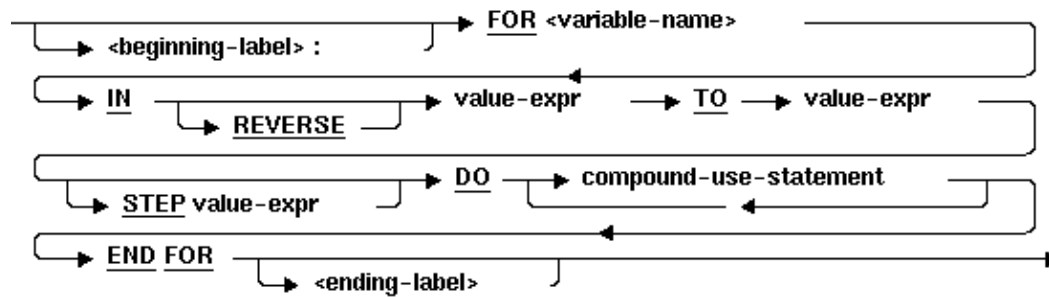 FOR <variable-name>
<beginning-label> :
IN value-expr TO value-expr
REVERSE
DO compound-use-statement
STEP value-expr
END FOR
<ending-label>